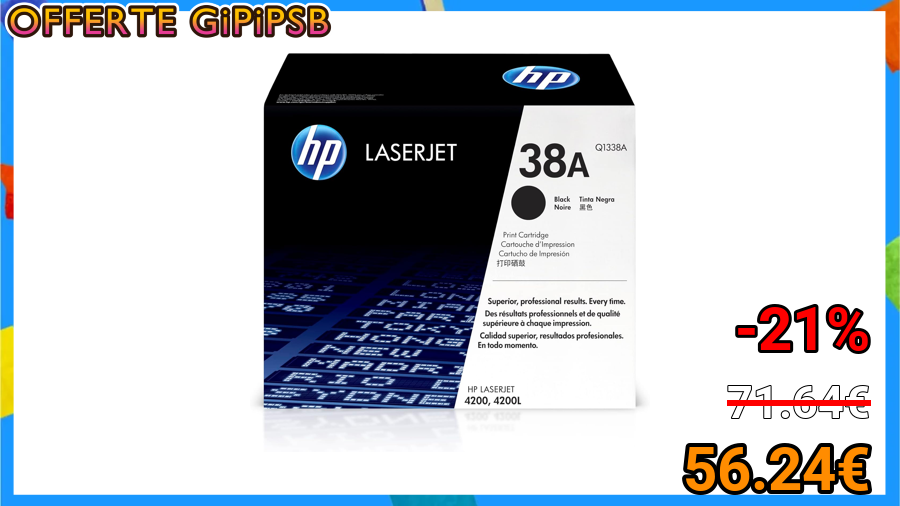 OFFERTE GiPiPSB
hp
hp LASERJET
38A Q1338A
Black Tinta Negra
Noire 黑色
Print Cartridge
Cartouche d'Impression
Cartucho de Impresión
打印硒鼓
Superior, professional results. Every time.
Des résultats professionnels et de qualité
supérieure à chaque impression.
Calidad superior, resultados profesionales.
En todo momento.
HP LASERJET
4200, 4200L
-21%
71.64€
56.24€